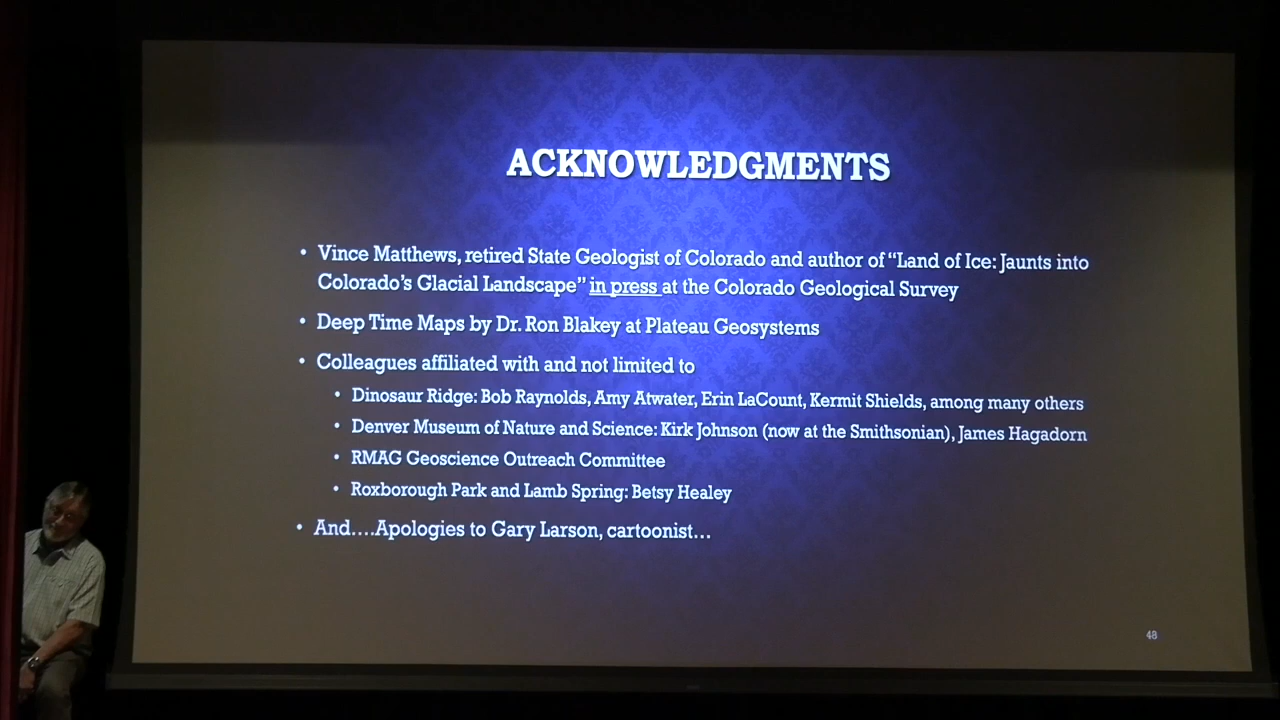 ACKNOWLEDGMENTS
• Vince Matthews, retired State Geologist of Colorado and author of “Land of Ice: Jaunts into
Colorado’s Glacial Landscape” in press at the Colorado Geological Survey
• Deep Time Maps by Dr. Ron Blakey at Plateau Geosystems
• Colleagues affiliated with and not limited to
• Dinosaur Ridge: Bob Raynolds, Amy Atwater, Erin LaCount, Kermit Shields, among many others
• Denver Museum of Nature and Science: Kirk Johnson (now at the Smithsonian), James Hagadorn
• RMAG Geoscience Outreach Committee
• Roxborough Park and Lamb Spring: Betsy Healey
• And....Apologies to Gary Larson, cartoonist...
48